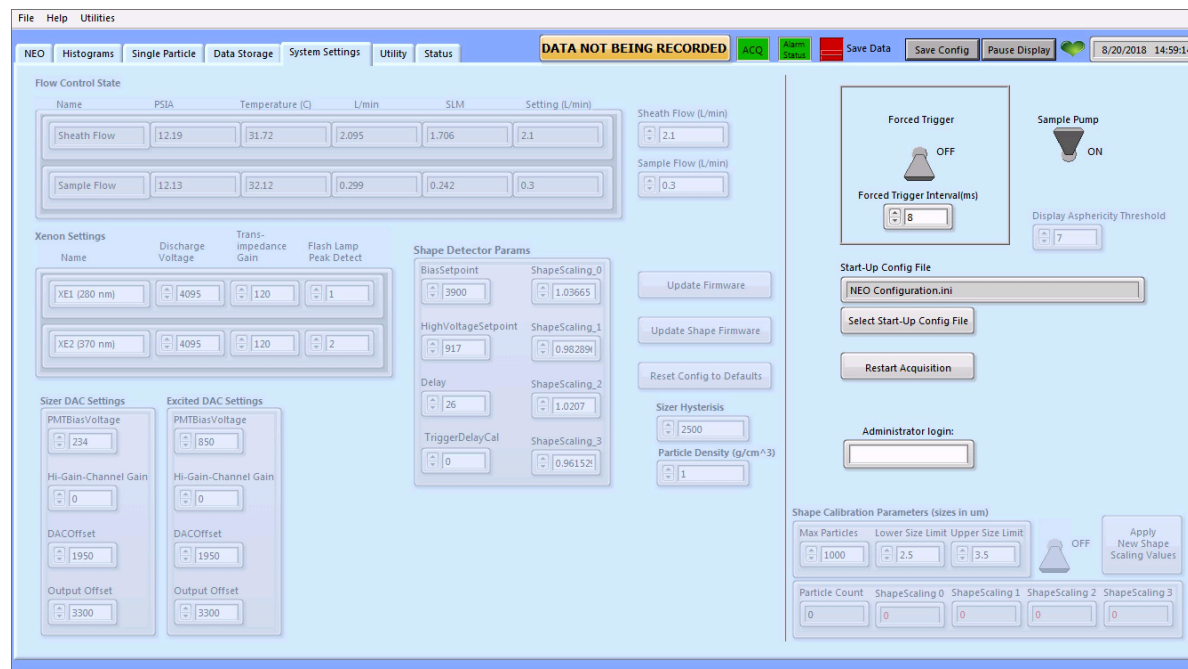 File Help Utilities
NEO Histograms Single Particle Data Storage System Settings Utility Status DATA NOT BEING RECORDED ACQ Alarm Status Save Data Save Config Pause Display 8/20/2018 14:59:14
Flow Control State
Name PSIA Temperature (C) L/min SLM Setting (L/min)
Sheath Flow 12.19 31.72 2.095 1.706 2.1
Sample Flow 12.13 32.12 0.299 0.242 0.3
Sheath Flow (L/min)
2.1
Sample Flow (L/min)
0.3
Xenon Settings
Name Discharge Voltage Trans-impedance Gain Flash Lamp Peak Detect
XE1 (280 nm) 4095 120 1
XE2 (370 nm) 4095 120 2
Shape Detector Params
BiasSetpoint ShapeScaling_0
3900 1.03665
HighVoltageSetpoint ShapeScaling_1
917 0.98289
Delay ShapeScaling_2
26 1.0207
TriggerDelayCal ShapeScaling_3
0 0.96152
Update Firmware
Update Shape Firmware
Reset Config to Defaults
Sizer Hysterisis
2500
Particle Density (g/cm^3)
1
Sizer DAC Settings Excited DAC Settings
PMTBiasVoltage PMTBiasVoltage
234 850
Hi-Gain-Channel Gain Hi-Gain-Channel Gain
0 0
DACOffset DACOffset
1950 1950
Output Offset Output Offset
3300 3300
Forced Trigger
OFF
Forced Trigger Interval(ms)
8
Sample Pump
ON
Display Asphericity Threshold
7
Start-Up Config File
NEO Configuration.ini
Select Start-Up Config File
Restart Acquisition
Administrator login:
Shape Calibration Parameters (sizes in um)
Max Particles Lower Size Limit Upper Size Limit
1000 2.5 3.5
OFF
Apply
New Shape
Scaling Values
Particle Count ShapeScaling 0 ShapeScaling 1 ShapeScaling 2 ShapeScaling 3
0 0 0 0 0